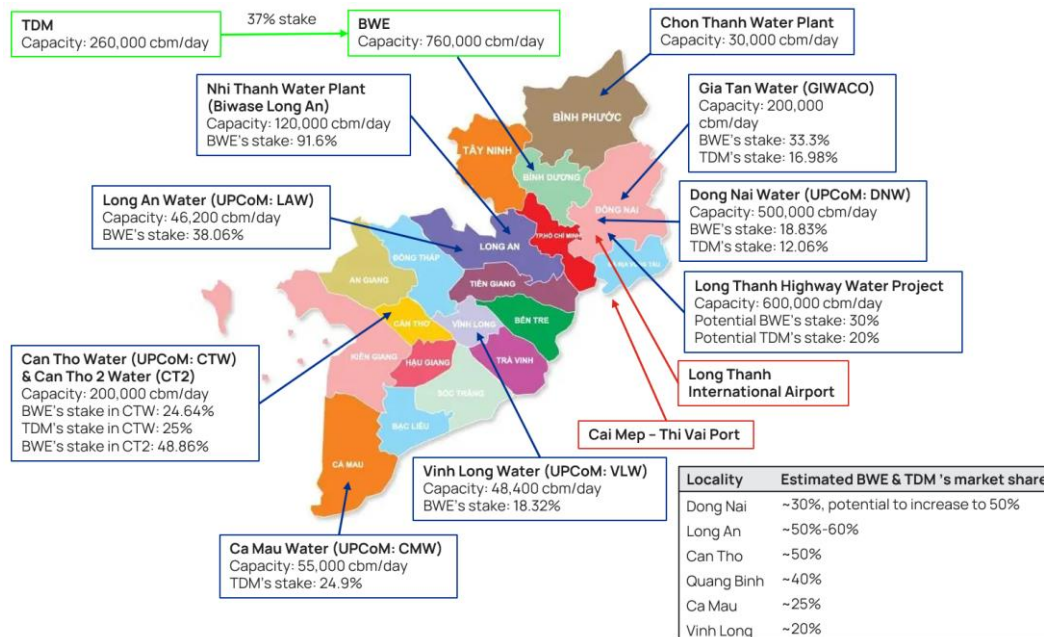 TDM
Capacity: 260,000 cbm/day
37% stake
BWE
Capacity: 760,000 cbm/day
Chon Thanh Water Plant
Capacity: 30,000 cbm/day
Nhi Thanh Water Plant
(Biwase Long An)
Capacity: 120,000 cbm/day
BWE's stake: 91.6%
Gia Tan Water (GIWACO)
Capacity: 200,000
cbm/day
BWE's stake: 33.3%
TDM's stake: 16.98%
Long An Water (UPCoM: LAW)
Capacity: 46,200 cbm/day
BWE's stake: 38.06%
Dong Nai Water (UPCoM: DNW)
Capacity: 500,000 cbm/day
BWE's stake: 18.83%
TDM's stake: 12.06%
Long Thanh Highway Water Project
Capacity: 600,000 cbm/day
Potential BWE's stake: 30%
Potential TDM's stake: 20%
BÌNH PHƯỚC
TÂY NINH
BÌNH DƯƠNG
ĐỒNG NAI
TP.HỒ CHÍ MINH
LONG AN
ĐỒNG THÁP
AN GIANG
TIỀN GIANG
BẾN TRE
CẦN THƠ
VĨNH LONG
KIÊN GIANG
HẬU GIANG
TRÀ VINH
SÓC TRĂNG
BẠC LIÊU
CÀ MAU
Can Tho Water (UPCoM: CTW)
& Can Tho 2 Water (CT2)
Capacity: 200,000 cbm/day
BWE's stake in CTW: 24.64%
TDM's stake in CTW: 25%
BWE's stake in CT2: 48.86%
Long Thanh
International Airport
Cai Mep – Thi Vai Port
Vinh Long Water (UPCoM: VLW)
Capacity: 48,400 cbm/day
BWE's stake: 18.32%
Ca Mau Water (UPCoM: CMW)
Capacity: 55,000 cbm/day
TDM's stake: 24.9%
Locality Estimated BWE & TDM 's market share
Dong Nai ~30%, potential to increase to 50%
Long An ~50%-60%
Can Tho ~50%
Quang Binh ~40%
Ca Mau ~25%
Vinh Long ~20%